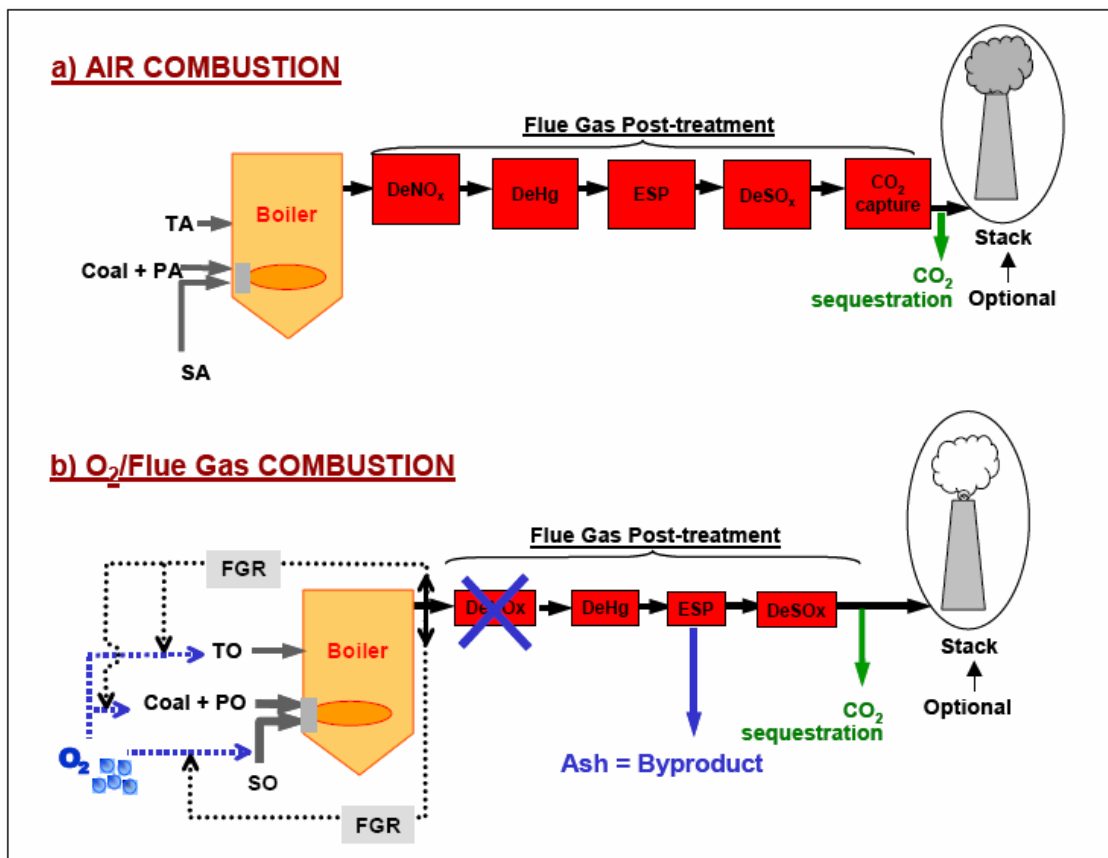 a) AIR COMBUSTION
Flue Gas Post-treatment
DeNOx
DeHg
ESP
DeSOx
CO2
capture
Boiler
TA
Coal + PA
SA
Stack
CO2
sequestration
Optional
b) O2/Flue Gas COMBUSTION
Flue Gas Post-treatment
FGR
DeNOx
DeHg
ESP
DeSOx
TO
Boiler
Coal + PO
O2
SO
FGR
Stack
CO2
sequestration
Optional
Ash = Byproduct